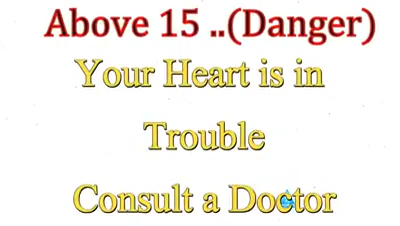 Above 15 ..(Danger)
Your Heart is in
Trouble
Consult a Doctor